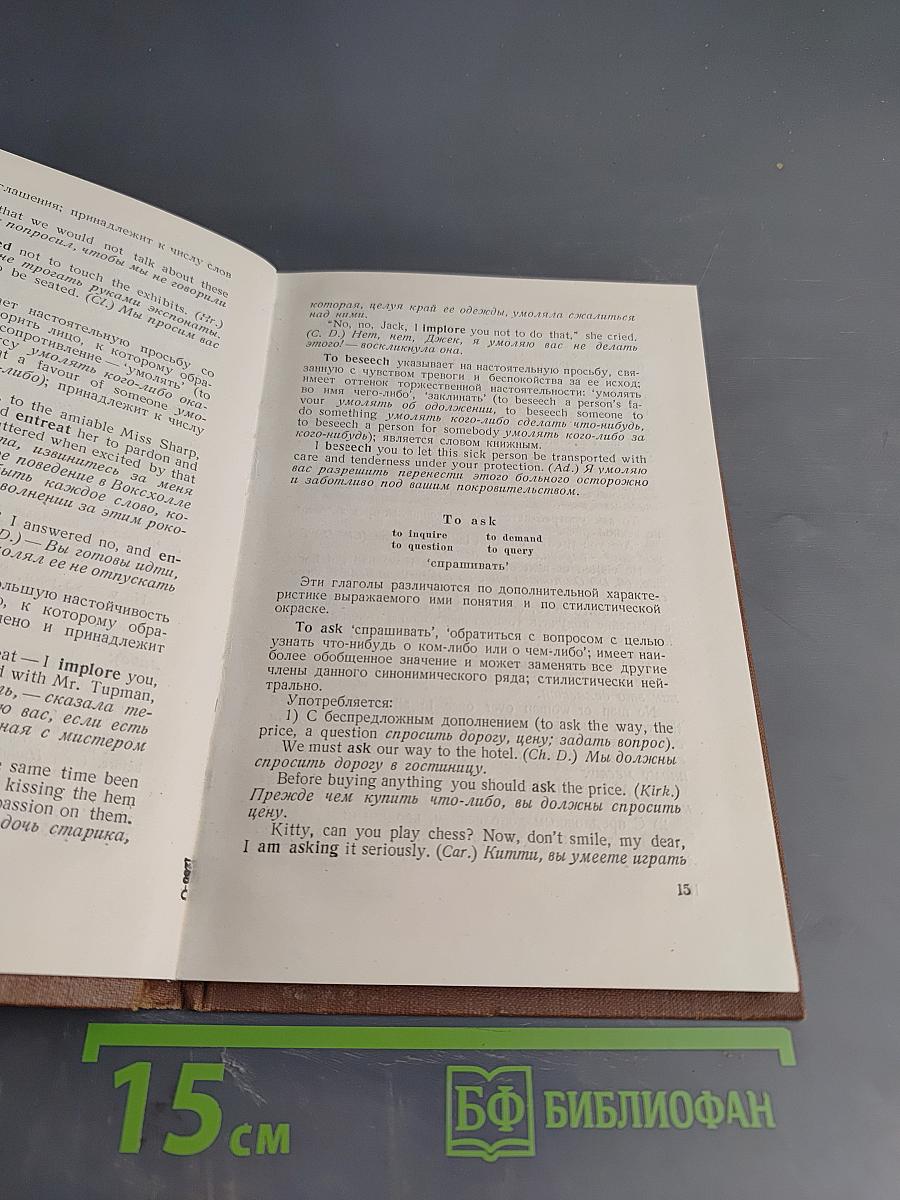 глашения; принадлежит к числу слов
that we would not talk about these
попросил, чтобы мы не говорили
ed not to touch the exhibits. (Hr.)
не трогать руками экспонаты.
o be seated. (Cl.) Мы просим вас
ает настоятельную просьбу со
ворить лицо, к которому обра-
сопротивление — 'умолять' (to
rcy умолять кого-либо ока-
t a favour of someone умо-
-либо); принадлежит к числу
to the amiable Miss Sharp,
d entreat her to pardon and
uttered when excited by that
та, извинитесь за меня
е поведение в Воксхолле
быть каждое слово, ко-
волнении за этим роко-
I answered no, and en-
D.) — Вы готовы идти,
олял ее не отпускать
льшую настойчивость
о, к которому обра-
лено и принадлежит
eat — I implore you,
d with Mr. Tupman,
ль, — сказала те-
ю вас, если есть
ная с мистером
e same time been
kissing the hem
passion on them.
дочь старика,
которая, целуя край ее одежды, умоляла сжалиться
над ними.
"No, no, Jack, I implore you not to do that," she cried.
(C. D.) Нет, нет, Джек, я умоляю вас не делать
этого! — воскликнула она.
To beseech указывает на настоятельную просьбу, свя-
занную с чувством тревоги и беспокойства за ее исход;
имеет оттенок торжественной настоятельности: 'умолять
во имя чего-либо', 'заклинать' (to beseech a person's fa-
vour умолять об одолжении, to beseech someone to
do something умолять кого-либо сделать что-нибудь,
to beseech a person for somebody умолять кого-либо за
кого-нибудь); является словом книжным.
I beseech you to let this sick person be transported with
care and tenderness under your protection. (Ad.) Я умоляю
вас разрешить перенести этого больного осторожно
и заботливо под вашим покровительством.
To ask
to inquire to demand
to question to query
'спрашивать'
Эти глаголы различаются по дополнительной характе-
ристике выражаемого ими понятия и по стилистической
окраске.
To ask 'спрашивать', 'обратиться с вопросом с целью
узнать что-нибудь о ком-либо или о чем-либо'; имеет наи-
более обобщенное значение и может заменять все другие
члены данного синонимического ряда; стилистически ней-
трально.
Употребляется:
1) С беспредложным дополнением (to ask the way, the
price, a question спросить дорогу, цену; задать вопрос).
We must ask our way to the hotel. (Ch. D.) Мы должны
спросить дорогу в гостиницу.
Before buying anything you should ask the price. (Kirk.)
Прежде чем купить что-либо, вы должны спросить
цену.
Kitty, can you play chess? Now, don't smile, my dear,
I am asking it seriously. (Car.) Китти, вы умеете играть
15
15 см
БФ БИБЛИОФАН